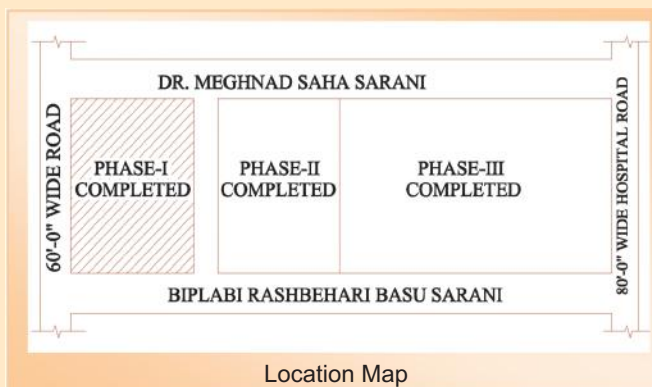 DR. MEGHNAD SAHA SARANI
60'-0" WIDE ROAD
PHASE-I
COMPLETED
PHASE-II
COMPLETED
PHASE-III
COMPLETED
80'-0" WIDE HOSPITAL ROAD
BIPLABI RASHBEHARI BASU SARANI
Location Map